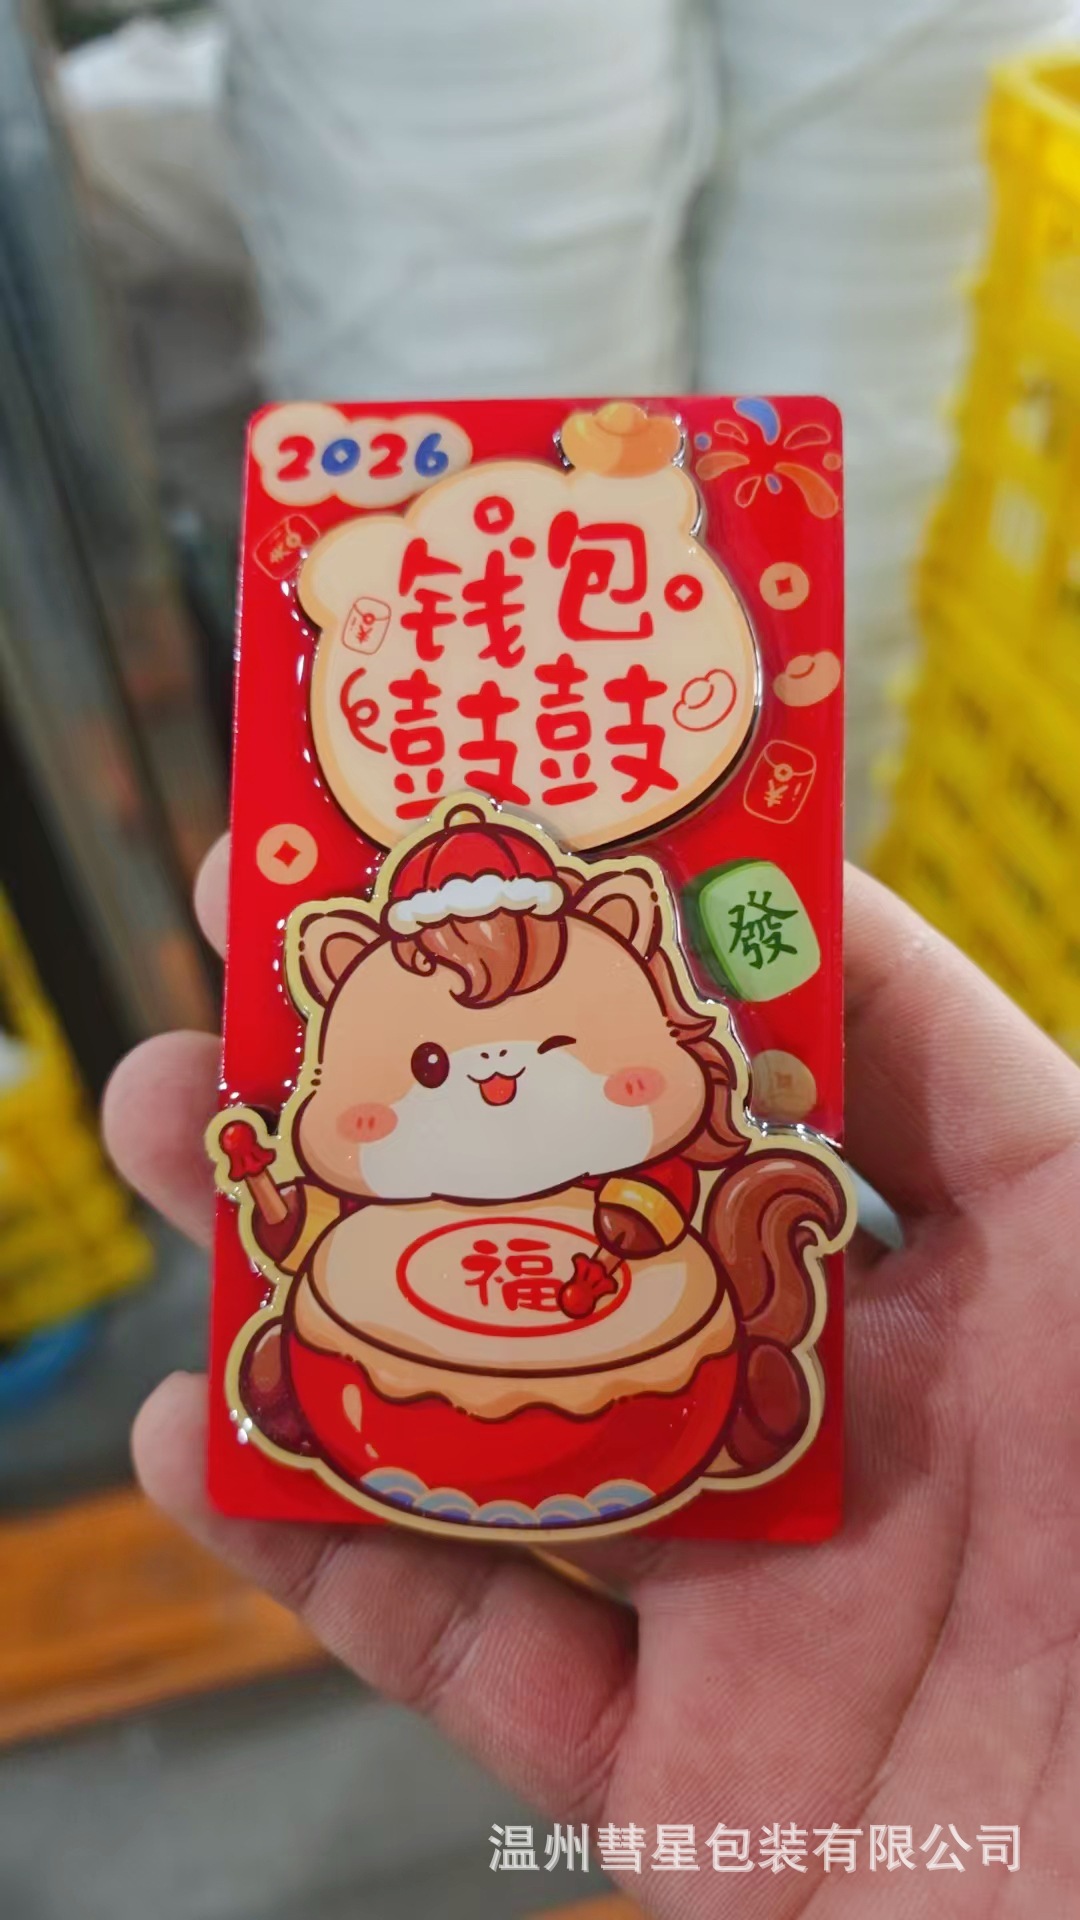 2026
钱包
鼓鼓
發
福
温州彗星包装有限公司